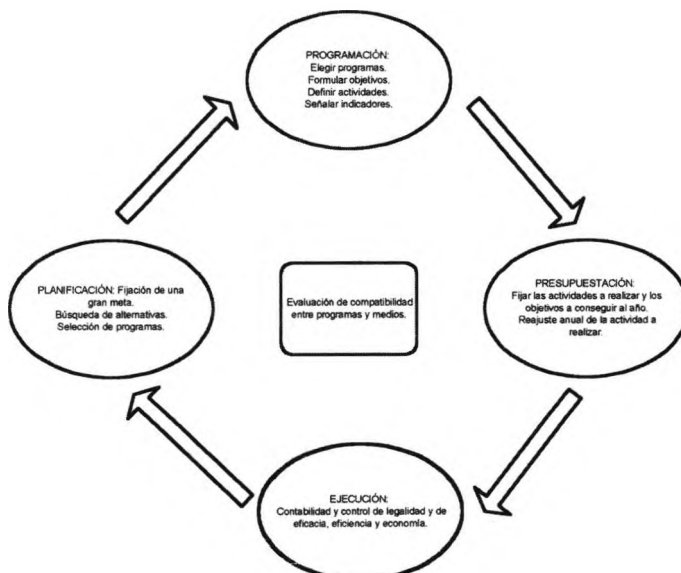 PROGRAMACIÓN:
Elegir programas.
Formular objetivos.
Definir actividades.
Señalar indicadores.
PLANIFICACIÓN: Fijación de una
gran meta.
Búsqueda de alternativas.
Selección de programas.
Evaluación de compatibilidad
entre programas y medios.
PRESUPUESTACIÓN:
Fijar las actividades a realizar y los
objetivos a conseguir al año.
Reajuste anual de la actividad a
realizar.
EJECUCIÓN:
Contabilidad y control de legalidad y de
eficacia, eficiencia y economía.